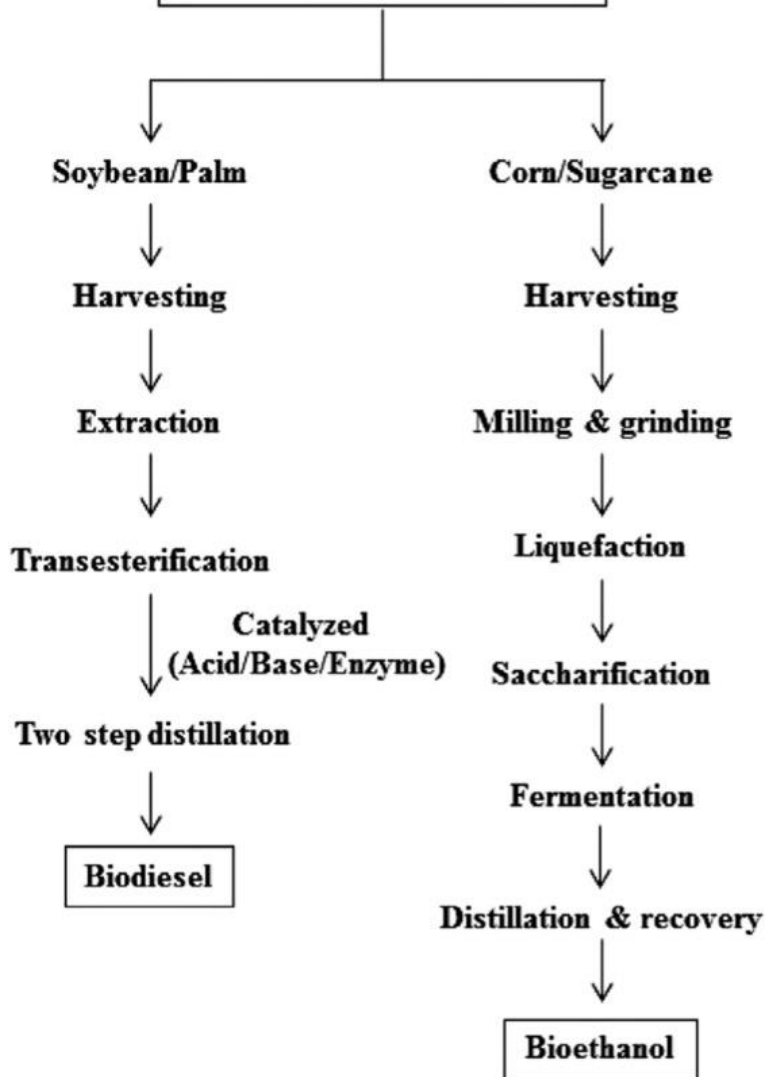 Soybean/Palm
Harvesting
Extraction
Transesterification
Catalyzed
(Acid/Base/Enzyme)
Two step distillation
Biodiesel
Corn/Sugarcane
Harvesting
Milling & grinding
Liquefaction
Saccharification
Fermentation
Distillation & recovery
Bioethanol